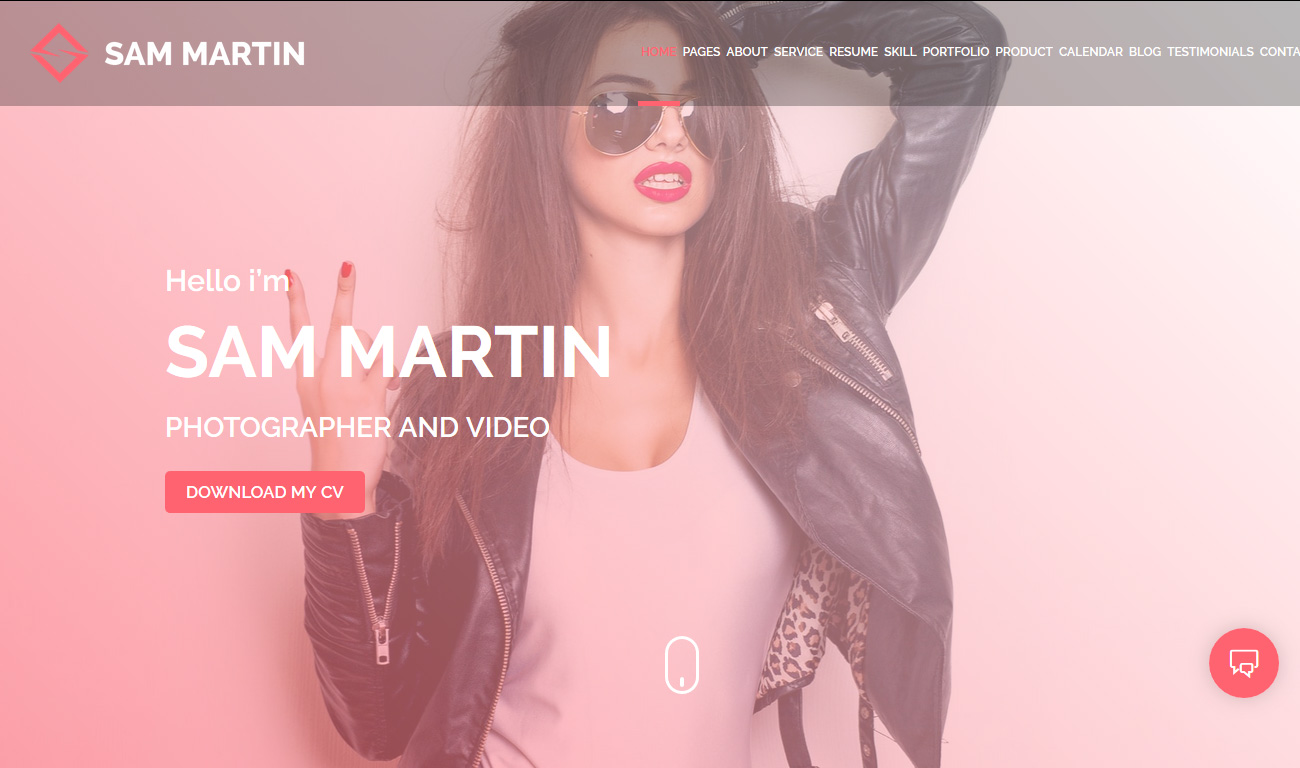 SAM MARTIN
HOME PAGES ABOUT SERVICE RESUME SKILL PORTFOLIO PRODUCT CALENDAR BLOG TESTIMONIALS CONTA
Hello i'm
SAM MARTIN
PHOTOGRAPHER AND VIDEO
DOWNLOAD MY CV